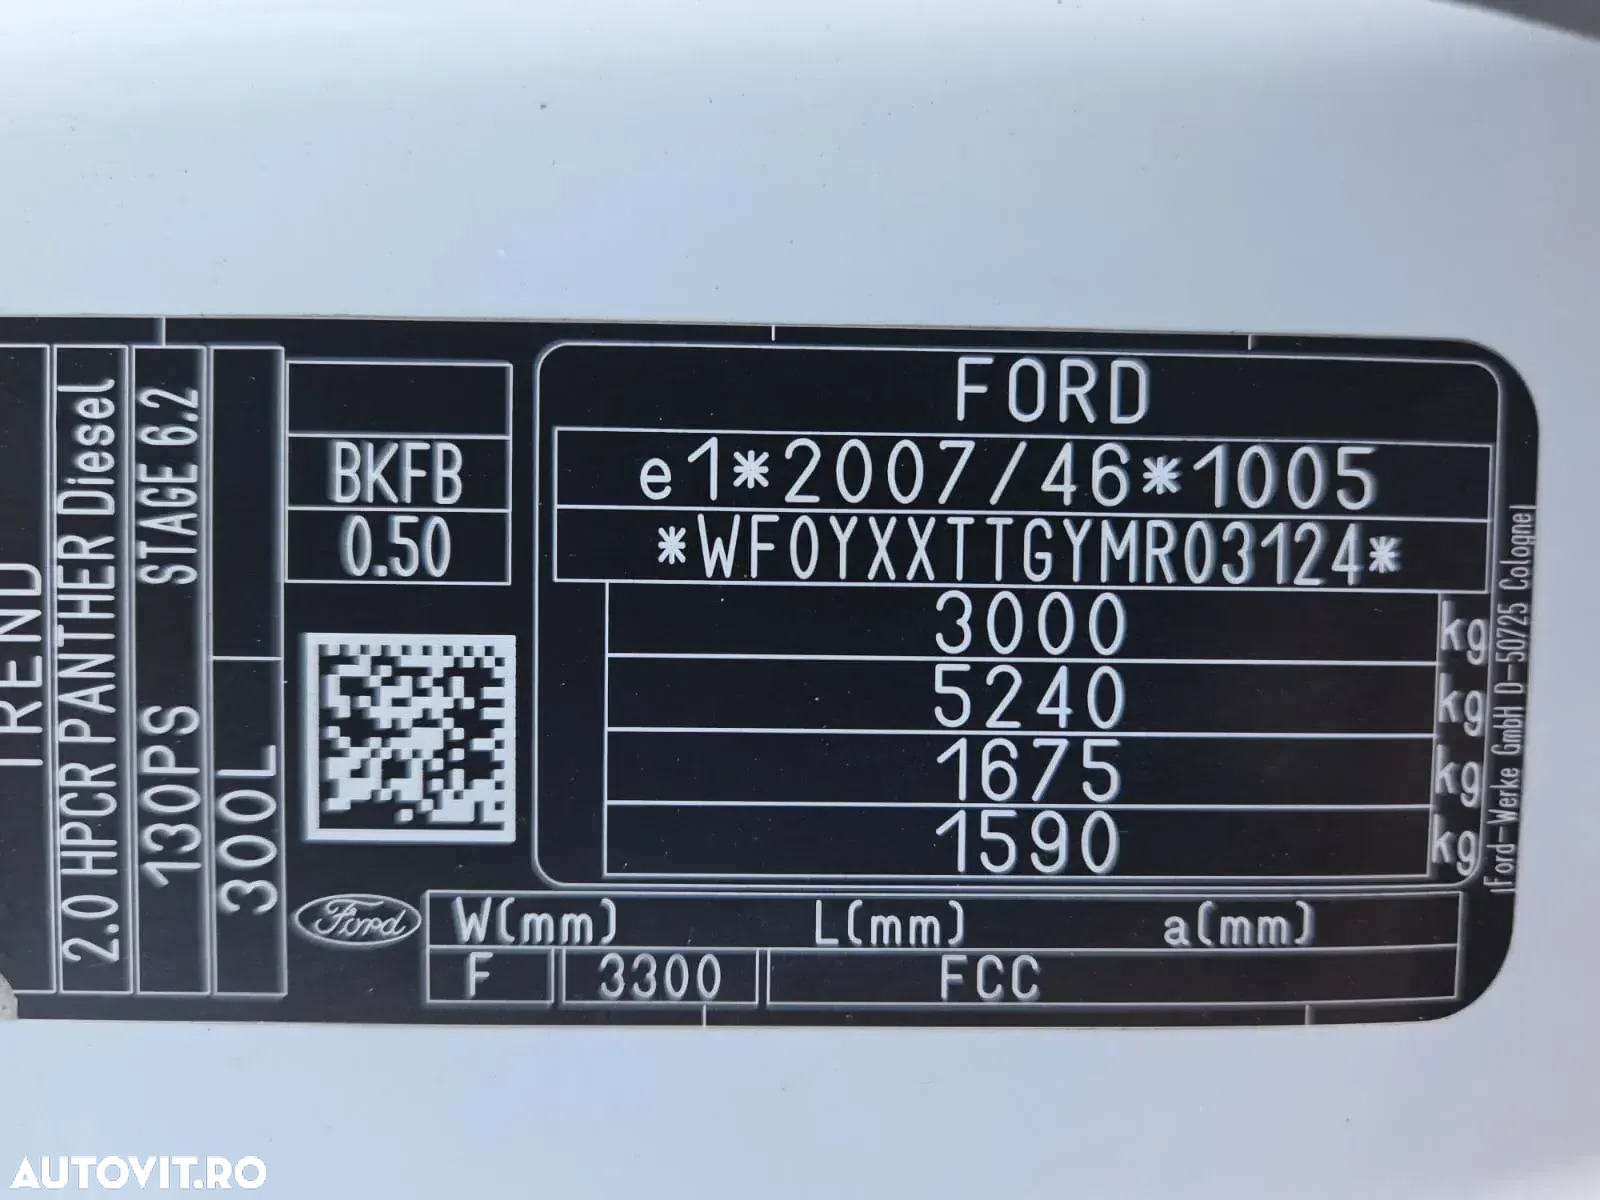 FORD
e1*2007/46*1005
*WF0YXXTTGYMR03124*
3000 kg
5240 kg
1675 kg
1590 kg
Ford-Werke GmbH D-50725 Cologne
BKFB
0.50
TREND
2.0 HPCR PANTHER Diesel
130PS STAGE 6.2
300L
Ford
W(mm) L(mm) a(mm)
F 3300 FCC
AUTOVIT.RO